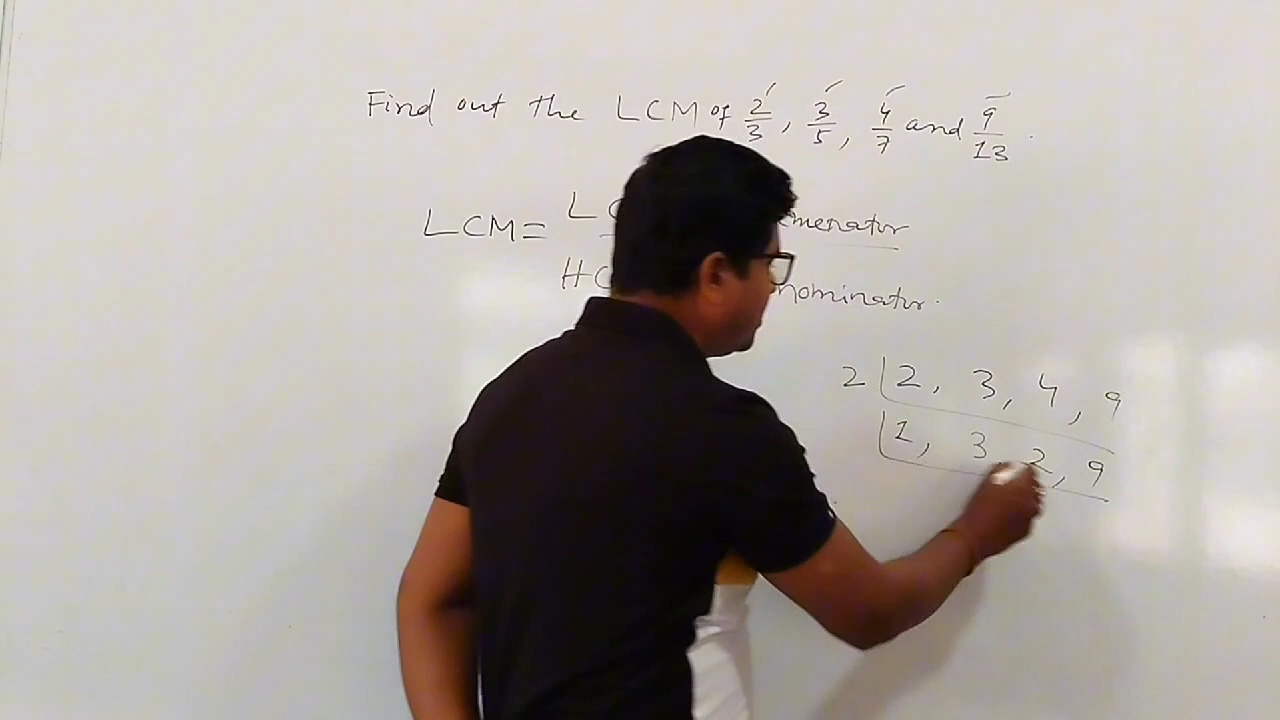 Find out the LCM of 2/3, 3/5, 4/7 and 9/13.
LCM=
nominator.
2 2, 3, 4, 9
1, 3, 2, 9